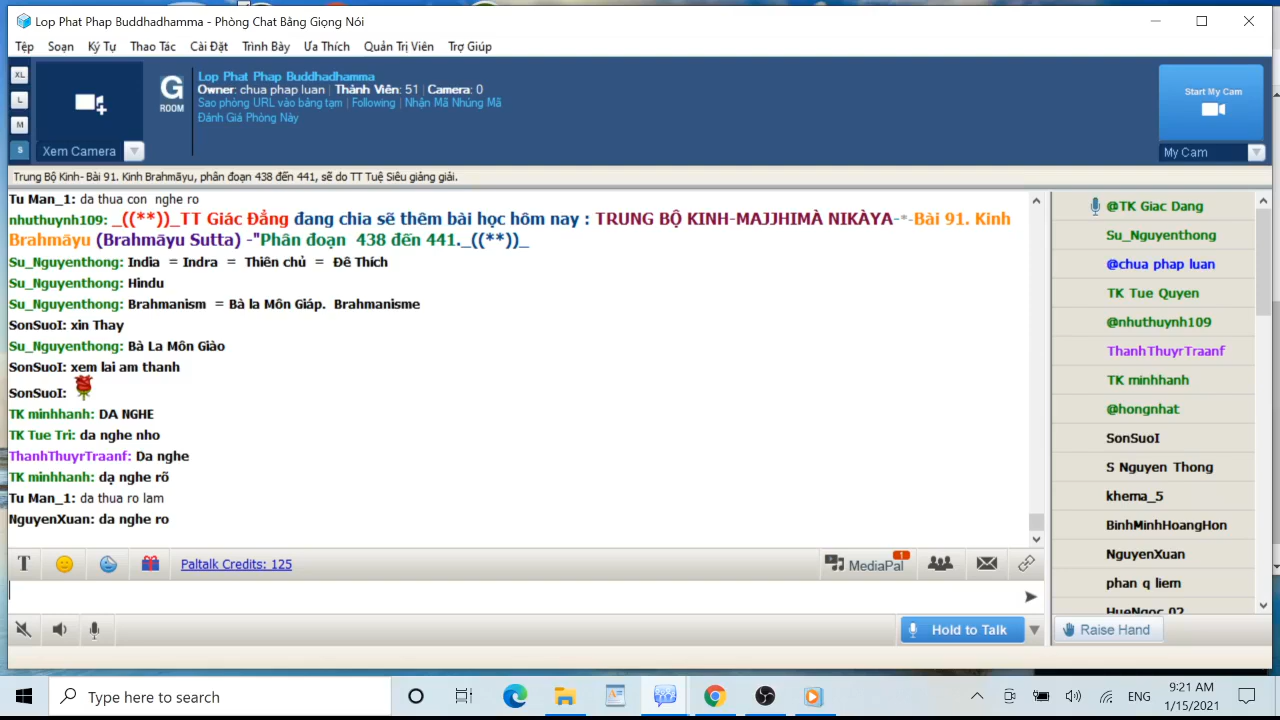 Lop Phat Phap Buddhadhamma - Phòng Chat Bằng Giọng Nói
Tệp Soạn Ký Tự Thao Tác Cài Đặt Trình Bày Ưa Thích Quản Trị Viên Trợ Giúp
XL
L
M
S
Xem Camera
G
ROOM
Lop Phat Phap Buddhadhamma
Owner: chua phap luan | Thành Viên: 51 | Camera: 0
Sao phòng URL vào bảng tạm | Following | Nhận Mã Nhúng Mã
Đánh Giá Phòng Này
Start My Cam
My Cam
Trung Bộ Kinh- Bài 91. Kinh Brahmāyu, phân đoạn 438 đến 441, sẽ do TT Tuệ Siêu giảng giải.
Tu Man_1: da thua con nghe ro
nhuthuynh109: _((**))_TT Giác Đẳng đang chia sẽ thêm bài học hôm nay : TRUNG BỘ KINH-MAJJHIMÀ NIKÀYA-*-Bài 91. Kinh
Brahmāyu (Brahmāyu Sutta) -"Phân đoạn 438 đến 441._((**))_
Su_Nguyenthong: India = Indra = Thiên chủ = Đê Thích
Su_Nguyenthong: Hindu
Su_Nguyenthong: Brahmanism = Bà la Môn Giáp. Brahmanisme
SonSuoI: xin Thay
Su_Nguyenthong: Bà La Môn Giào
SonSuoI: xem lai am thanh
SonSuoI:
TK minhhanh: DA NGHE
TK Tue Tri: da nghe nho
ThanhThuyrTraanf: Da nghe
TK minhhanh: dạ nghe rõ
Tu Man_1: da thua ro lam
NguyenXuan: da nghe ro
@TK Giac Dang
Su_Nguyenthong
@chua phap luan
TK Tue Quyen
@nhuthuynh109
ThanhThuyrTraanf
TK minhhanh
@hongnhat
SonSuoI
S Nguyen Thong
khema_5
BinhMinhHoangHon
NguyenXuan
phan q liem
HueNgoc 02
T Paltalk Credits: 125 MediaPal 1
Hold to Talk Raise Hand
Type here to search ENG 9:21 AM
1/15/2021